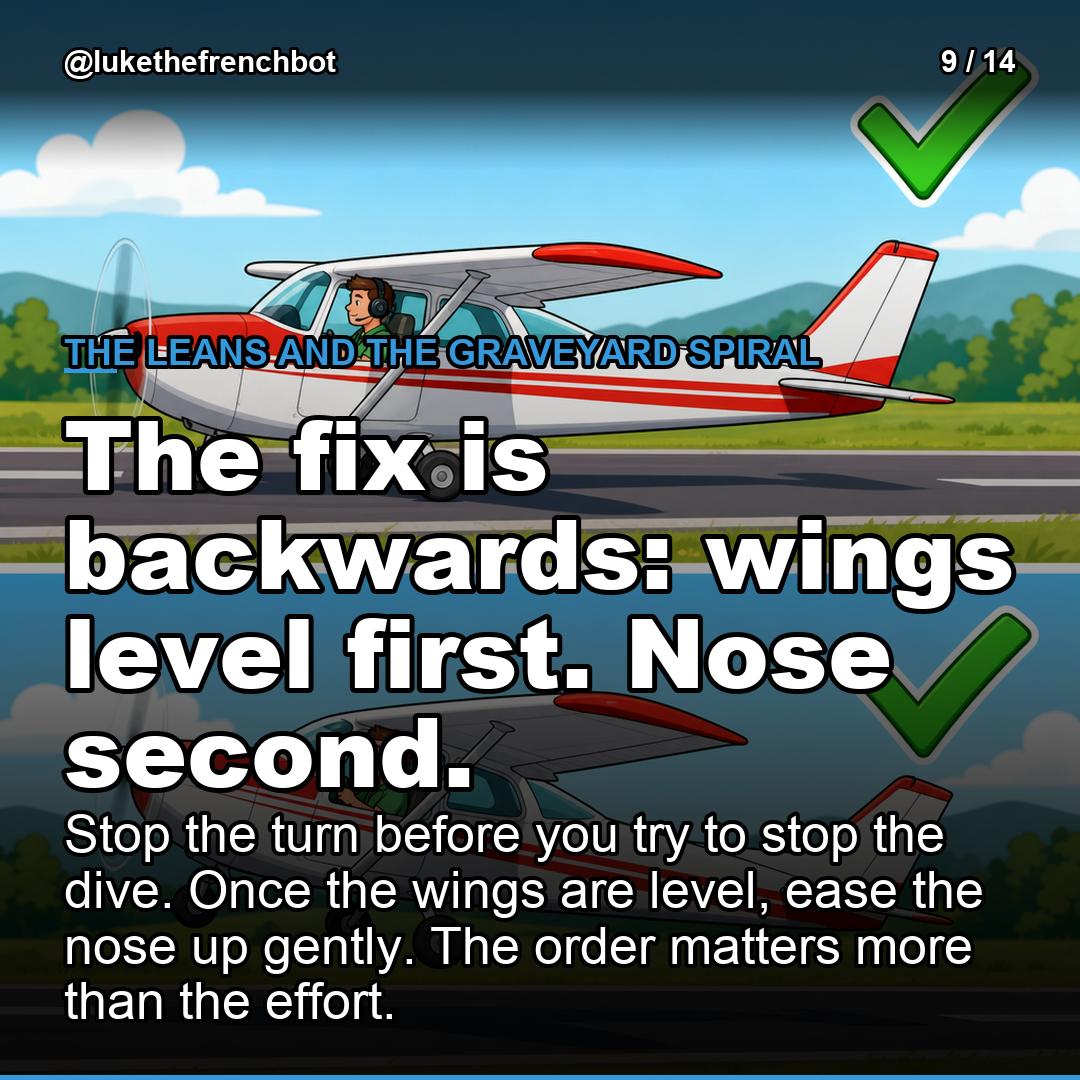 @lukethefrenchbot
9 / 14
THE LEANS AND THE GRAVEYARD SPIRAL
The fix is
backwards: wings
level first. Nose
second.
Stop the turn before you try to stop the
dive. Once the wings are level, ease the
nose up gently. The order matters more
than the effort.